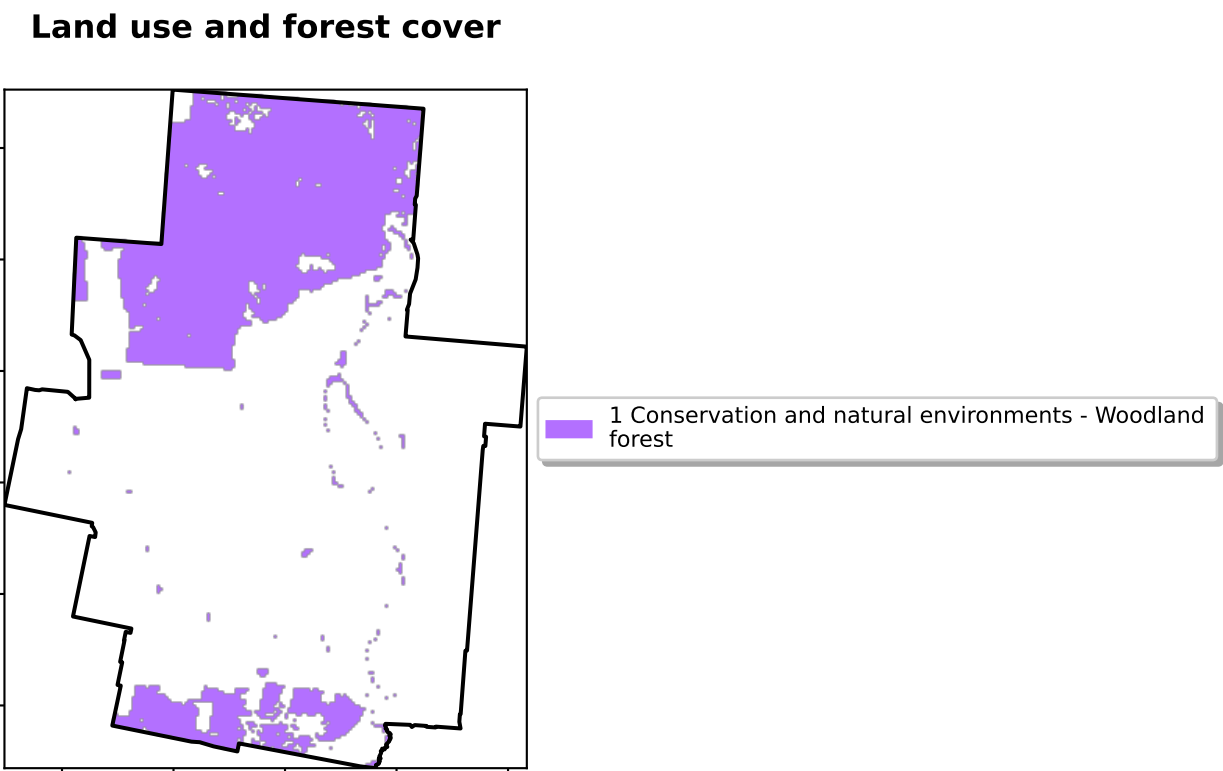 Land use and forest cover
1 Conservation and natural environments - Woodland
forest